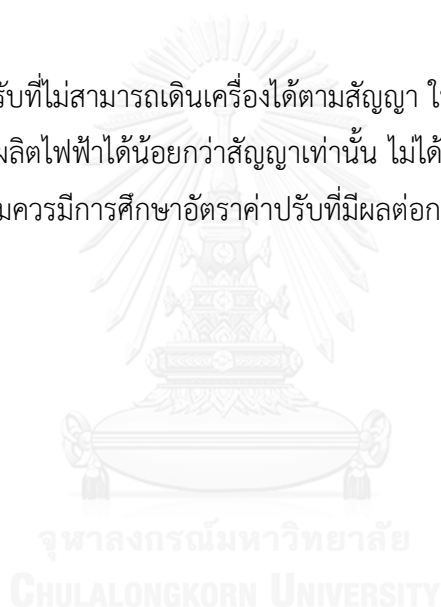 รับที่ไม่สามารถเดินเครื่องได้ตามสัญญา ใ
ผลิตไฟฟ้าได้น้อยกว่าสัญญาเท่านั้น ไม่ได้
มควรมีการศึกษาอัตราค่าปรับที่มีผลต่อก
จุฬาลงกรณ์มหาวิทยาลัย
CHULALONGKORN UNIVERSITY